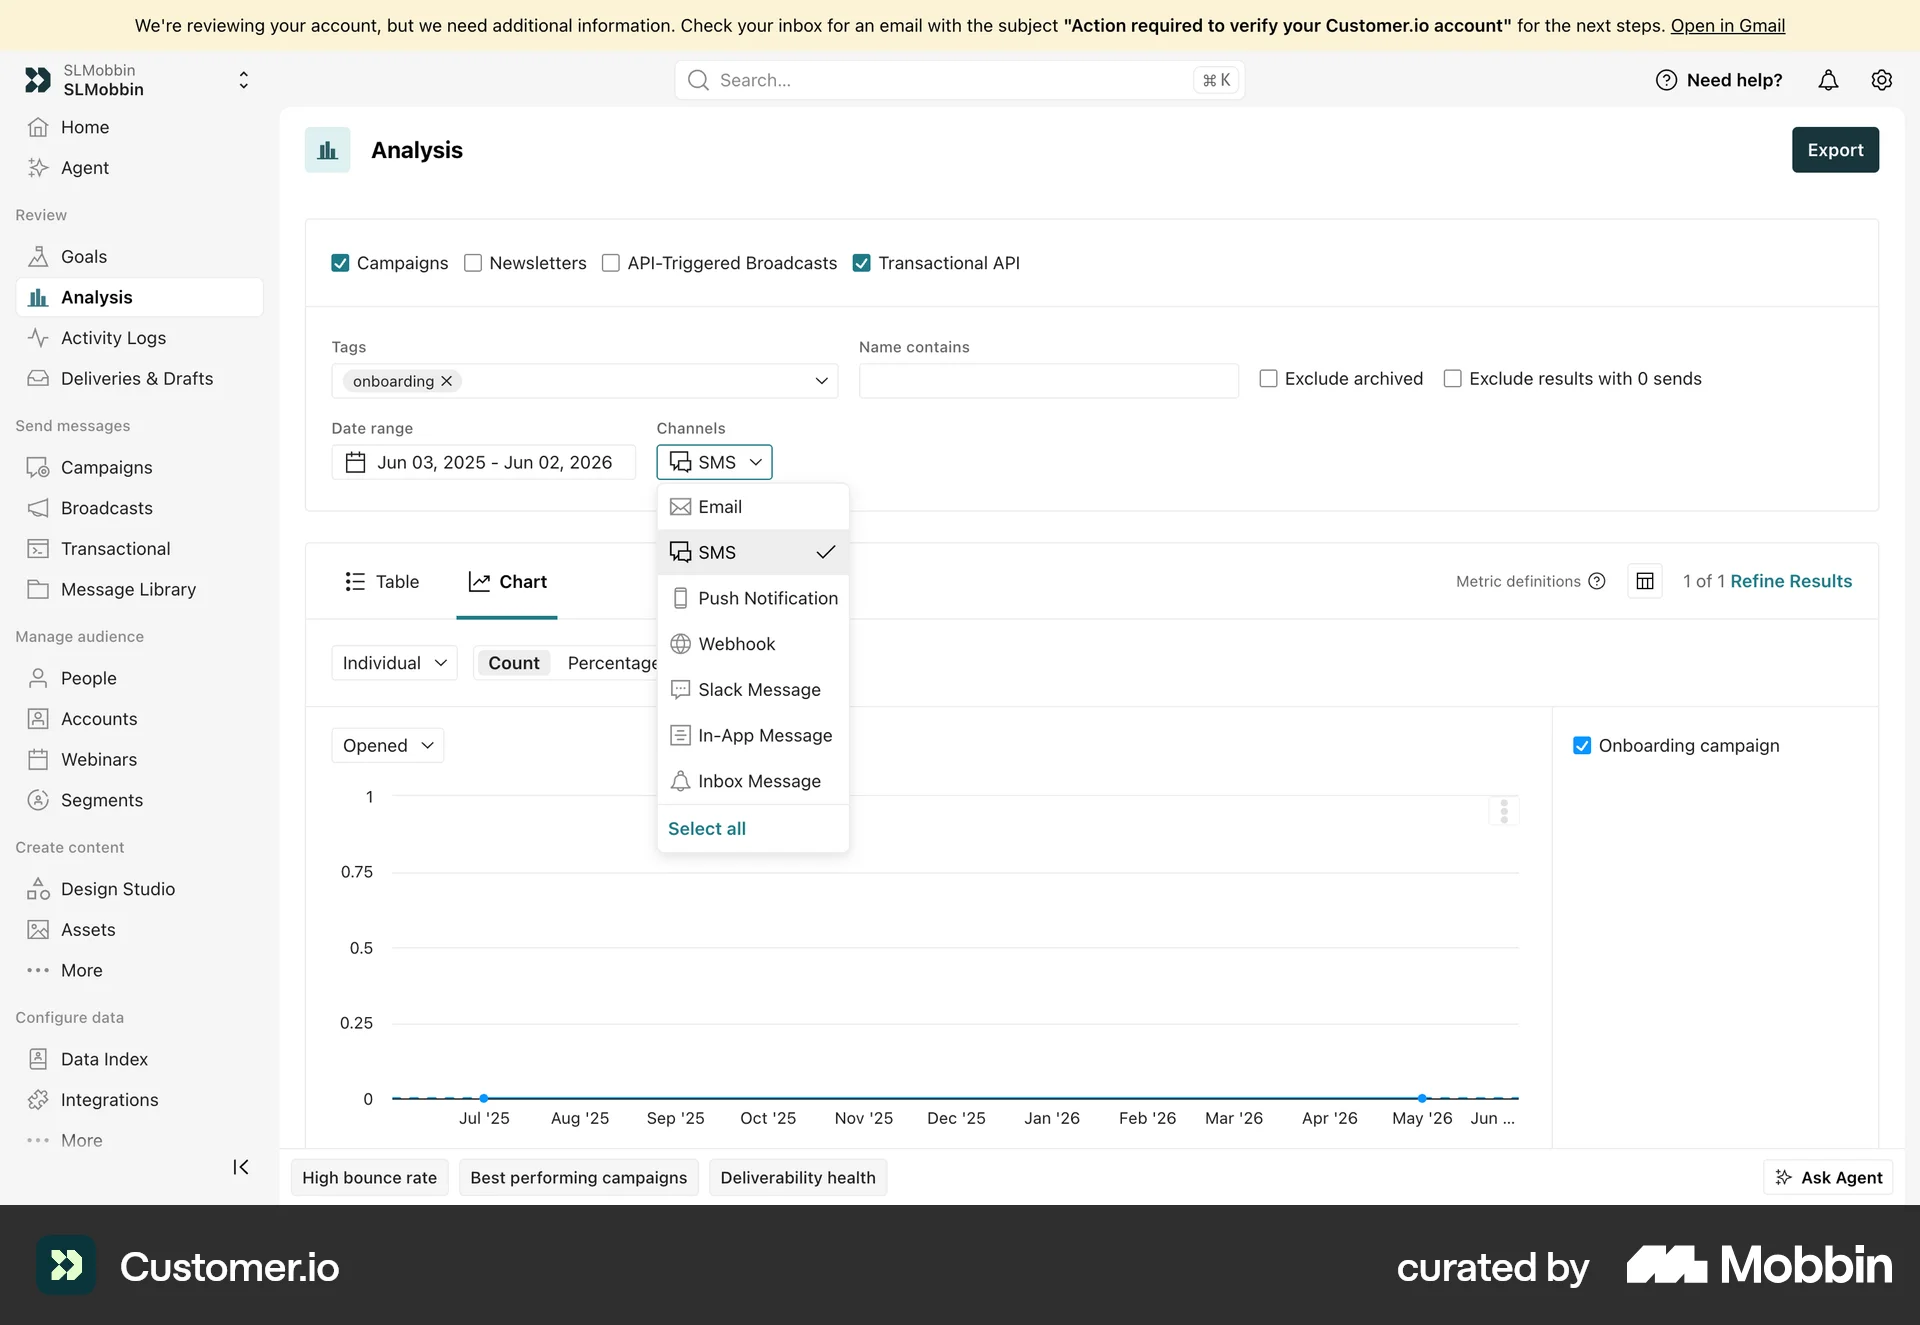 We're reviewing your account, but we need additional information. Check your inbox for an email with the subject "Action required to verify your Customer.io account" for the next steps. Open in Gmail
SLMobbin
SLMobbin
Search...
⌘ K
Need help?
Home
Agent
Review
Goals
Analysis
Activity Logs
Deliveries & Drafts
Send messages
Campaigns
Broadcasts
Transactional
Message Library
Manage audience
People
Accounts
Webinars
Segments
Create content
Design Studio
Assets
More
Configure data
Data Index
Integrations
More
Analysis
Export
Campaigns Newsletters API-Triggered Broadcasts Transactional API
Tags
onboarding
Name contains
Exclude archived
Exclude results with 0 sends
Date range
Jun 03, 2025 - Jun 02, 2026
Channels
SMS
Email
SMS
Push Notification
Webhook
Slack Message
In-App Message
Inbox Message
Select all
Table
Chart
Metric definitions
1 of 1 Refine Results
Individual
Count
Percentage
Opened
Onboarding campaign
1
0.75
0.5
0.25
0
Jul '25 Aug '25 Sep '25 Oct '25 Nov '25 Dec '25 Jan '26 Feb '26 Mar '26 Apr '26 May '26 Jun ...
High bounce rate
Best performing campaigns
Deliverability health
Ask Agent
Customer.io
curated by Mobbin